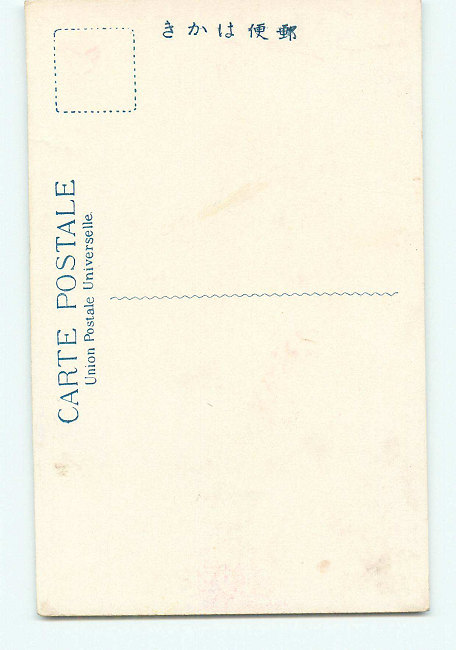 郵便はかき
CARTE POSTALE
Union Postale Universelle.